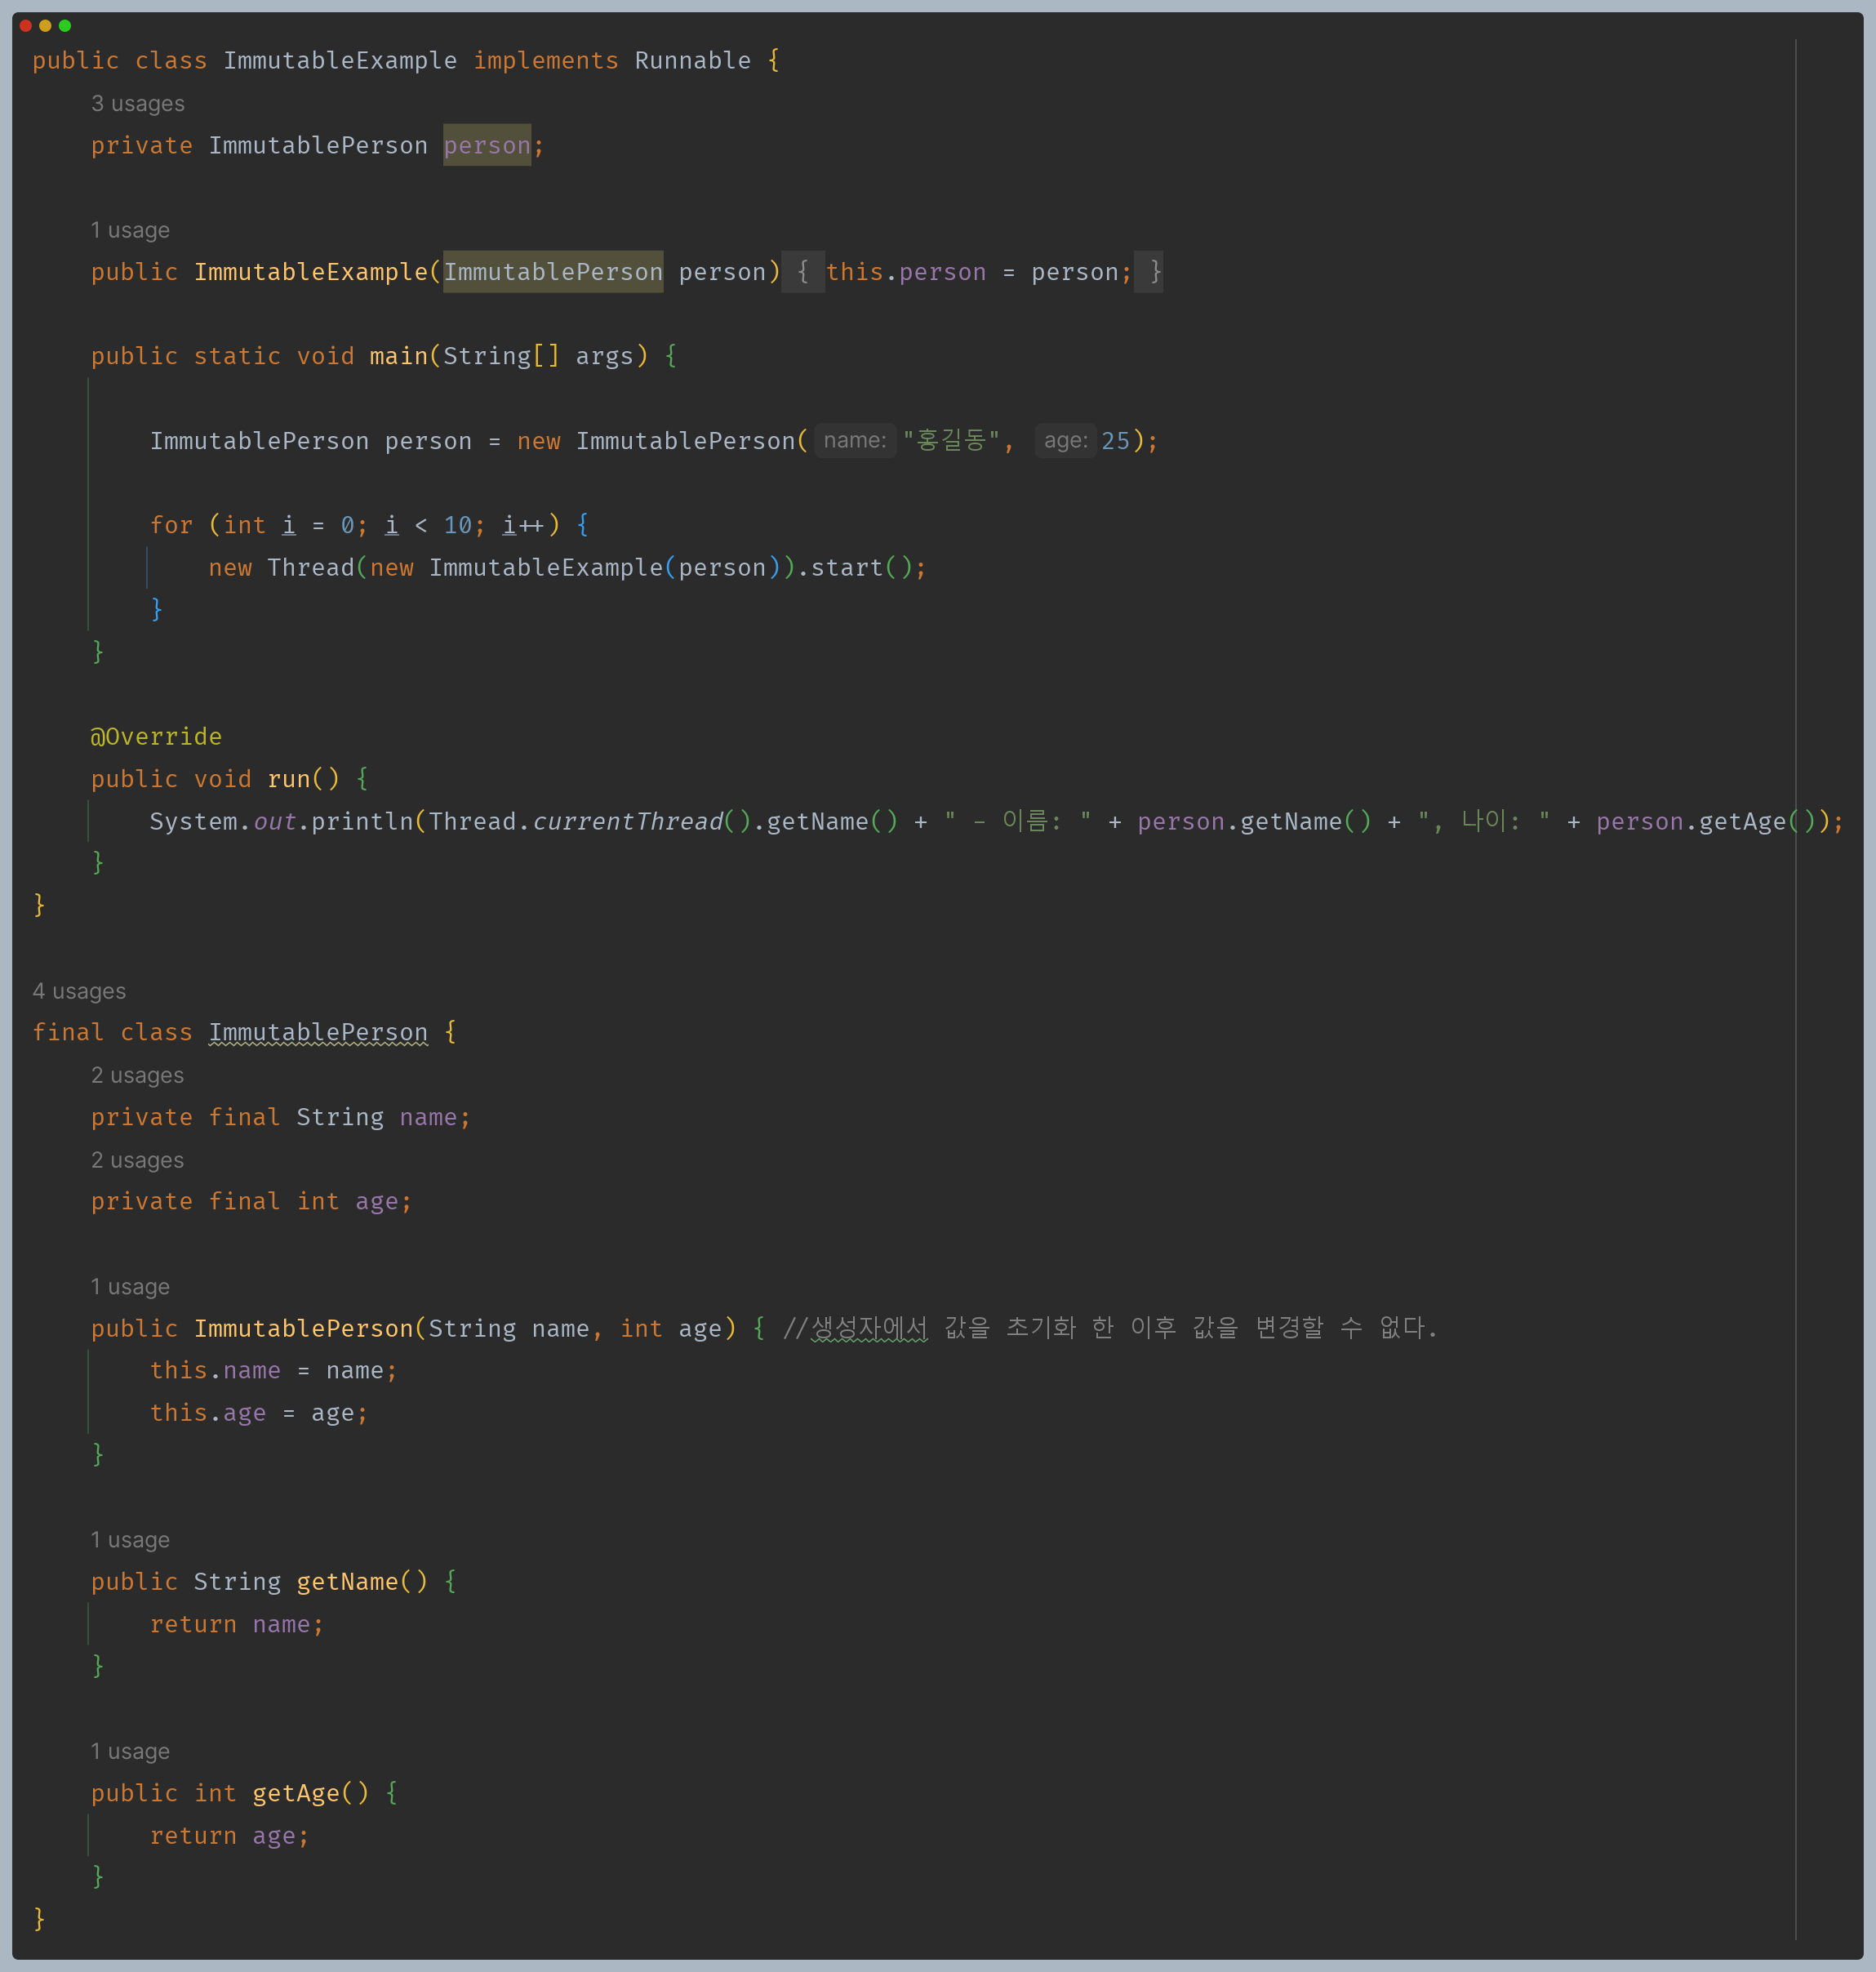 public class ImmutableExample implements Runnable {
3 usages
private ImmutablePerson person;
1 usage
public ImmutableExample(ImmutablePerson person) { this.person = person; }
public static void main(String[] args) {
ImmutablePerson person = new ImmutablePerson( name: "홍길동", age: 25);
for (int i = 0; i < 10; i++) {
new Thread(new ImmutableExample(person)).start();
}
}
@Override
public void run() {
System.out.println(Thread.currentThread().getName() + " - 이름: " + person.getName() + ", 나이: " + person.getAge());
}
}
4 usages
final class ImmutablePerson {
2 usages
private final String name;
2 usages
private final int age;
1 usage
public ImmutablePerson(String name, int age) { //생성자에서 값을 초기화 한 이후 값을 변경할 수 없다.
this.name = name;
this.age = age;
}
1 usage
public String getName() {
return name;
}
1 usage
public int getAge() {
return age;
}
}